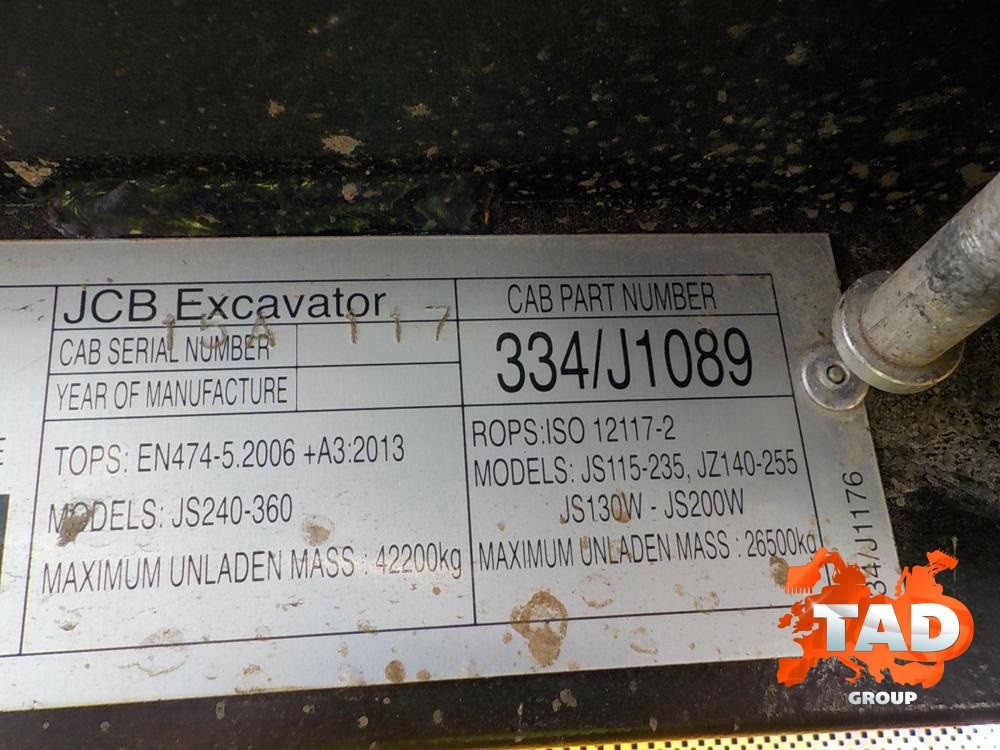 JCB Excavator
15A 117
CAB SERIAL NUMBER
YEAR OF MANUFACTURE
TOPS: EN474-5.2006 +A3:2013
MODELS: JS240-360
MAXIMUM UNLADEN MASS : 42200kg
CAB PART NUMBER
334/J1089
ROPS:ISO 12117-2
MODELS: JS115-235, JZ140-255
JS130W - JS200W
MAXIMUM UNLADEN MASS : 26500kg
34/J1176
TAD
GROUP